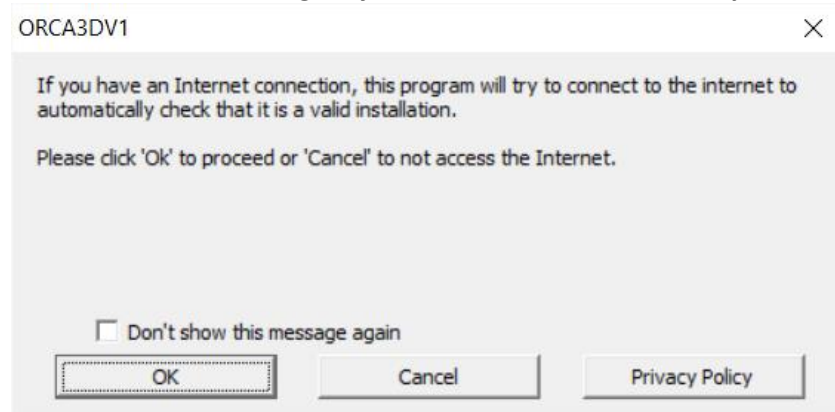 ORCA3DV1
If you have an Internet connection, this program will try to connect to the internet to
automatically check that it is a valid installation.
Please click 'Ok' to proceed or 'Cancel' to not access the Internet.
Don't show this message again
OK
Cancel
Privacy Policy